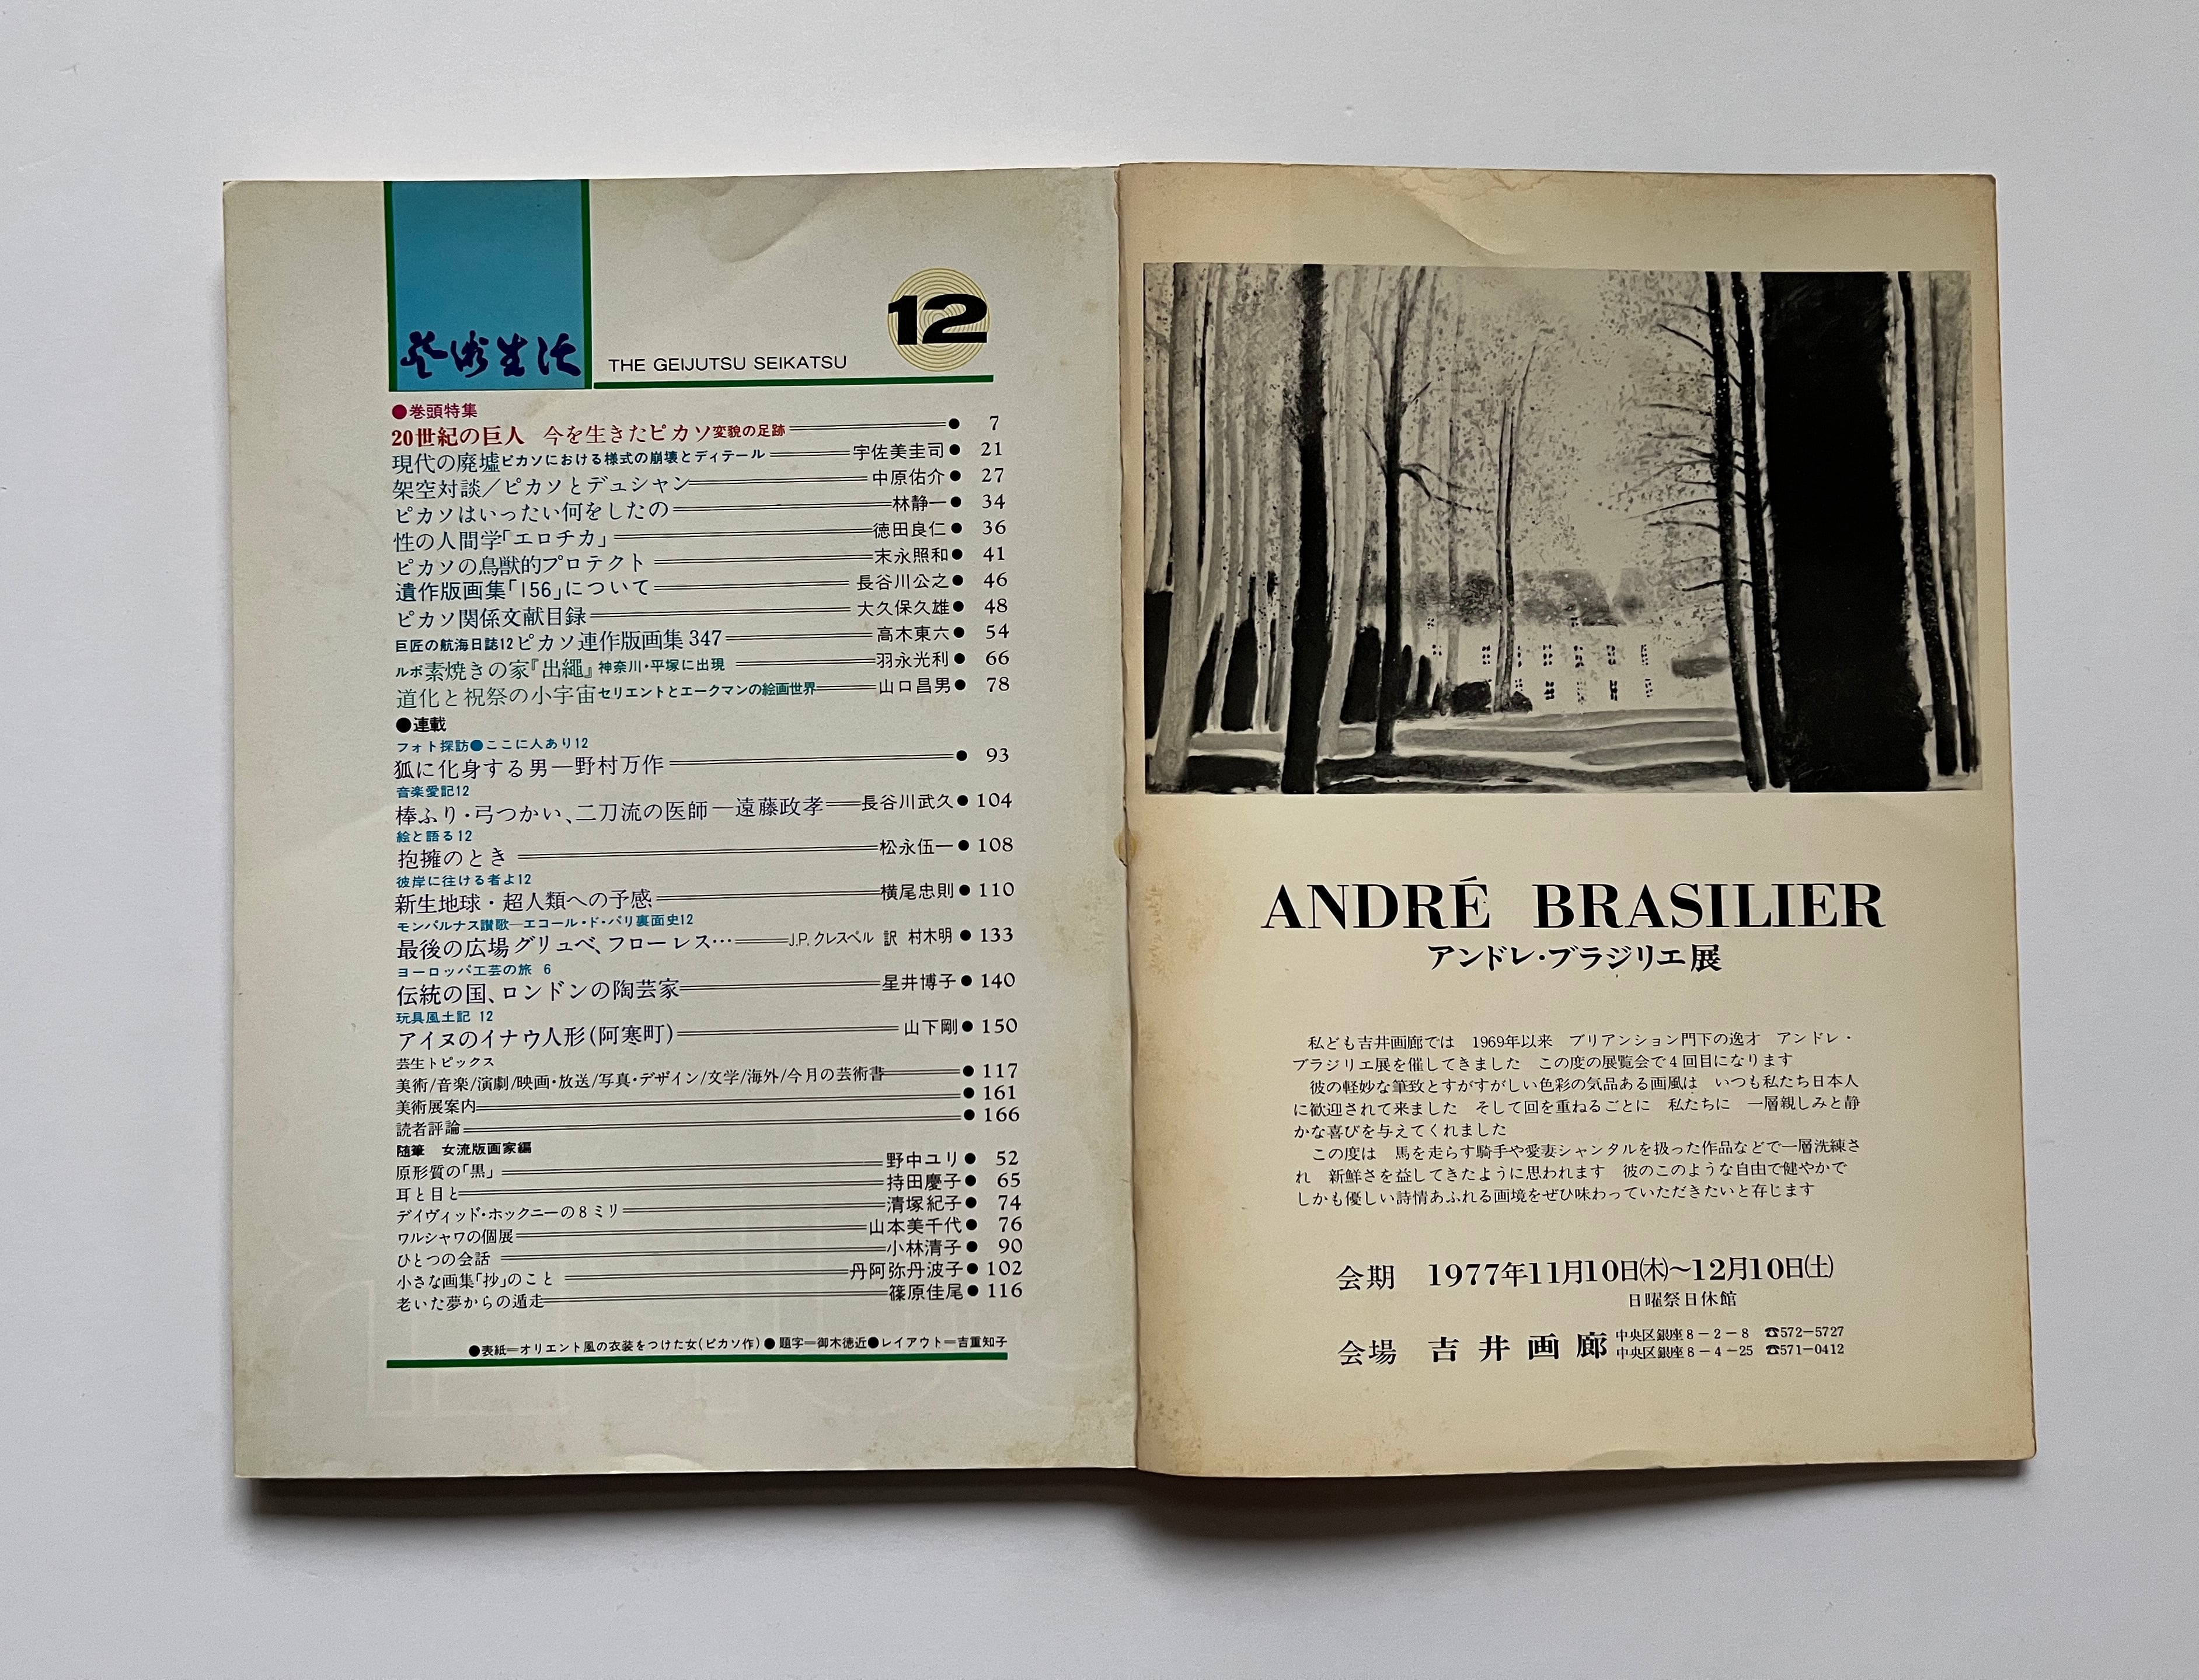 藝術生活
THE GEIJUTSU SEIKATSU
12
●巻頭特集
20世紀の巨人 今を生きたピカソ変貌の足跡 ● 7
現代の廃墟ピカソにおける様式の崩壊とディテール 宇佐美圭司● 21
架空対談／ピカソとデュシャン 中原佑介● 27
ピカソはいったい何をしたの 林静一● 34
性の人間学「エロチカ」 徳田良仁● 36
ピカソの鳥獣的プロテクト 末永照和● 41
遺作版画集「156」について 長谷川公之● 46
ピカソ関係文献目録 大久保久雄● 48
巨匠の航海日誌12ピカソ連作版画集 347 高木東六● 54
ルポ素焼きの家『出繩』神奈川・平塚に出現 羽永光利● 66
道化と祝祭の小宇宙セリエントとエークマンの絵画世界 山口昌男● 78
●連載
フォト探訪●ここに人あり12
狐に化身する男—野村万作 ● 93
音楽愛記12
棒ふり・弓つかい、二刀流の医師—遠藤政孝 長谷川武久● 104
絵と語る12
抱擁のとき 松永伍一● 108
彼岸に往ける者よ12
新生地球・超人類への予感 横尾忠則● 110
モンパルナス讃歌—エコール・ド・パリ裏面史12
最後の広場グリュベ、フローレス… J.P.クレスペル 訳 村木明● 133
ヨーロッパ工芸の旅 6
伝統の国、ロンドンの陶芸家 星井博子● 140
玩具風土記 12
アイヌのイナウ人形(阿寒町) 山下剛● 150
芸生トピックス
美術/音楽/演劇/映画・放送/写真・デザイン/文学/海外/今月の芸術書 ● 117
美術展案内 ● 161
読者評論 ● 166
随筆 女流版画家編
原形質の「黒」 野中ユリ● 52
耳と目と 持田慶子● 65
デイヴィッド・ホックニーの8ミリ 清塚紀子● 74
ワルシャワの個展 山本美千代● 76
ひとつの会話 小林清子● 90
小さな画集「抄」のこと 丹阿弥丹波子● 102
老いた夢からの遁走 篠原佳尾● 116
●表紙＝オリエント風の衣装をつけた女(ピカソ作)●題字＝御木徳近●レイアウト＝吉重知子
ANDRÉ BRASILIER
アンドレ・ブラジリエ展
私ども吉井画廊では 1969年以来 ブリアンション門下の逸才 アンドレ・
ブラジリエ展を催してきました この度の展覧会で4回目になります
彼の軽妙な筆致とすがすがしい色彩の気品ある画風は いつも私たち日本人
に歓迎されて来ました そして回を重ねるごとに 私たちに 一層親しみと静
かな喜びを与えてくれました
この度は 馬を走らす騎手や愛妻シャンタルを扱った作品などで一層洗練さ
れ 新鮮さを益してきたように思われます 彼のこのような自由で健やかで
しかも優しい詩情あふれる画境をぜひ味わっていただきたいと存じます
会期 1977年11月10日(木)〜12月10日(土)
日曜祭日休館
会場 吉井画廊 中央区銀座8－2－8 ☎572－5727
中央区銀座8－4－25 ☎571－0412